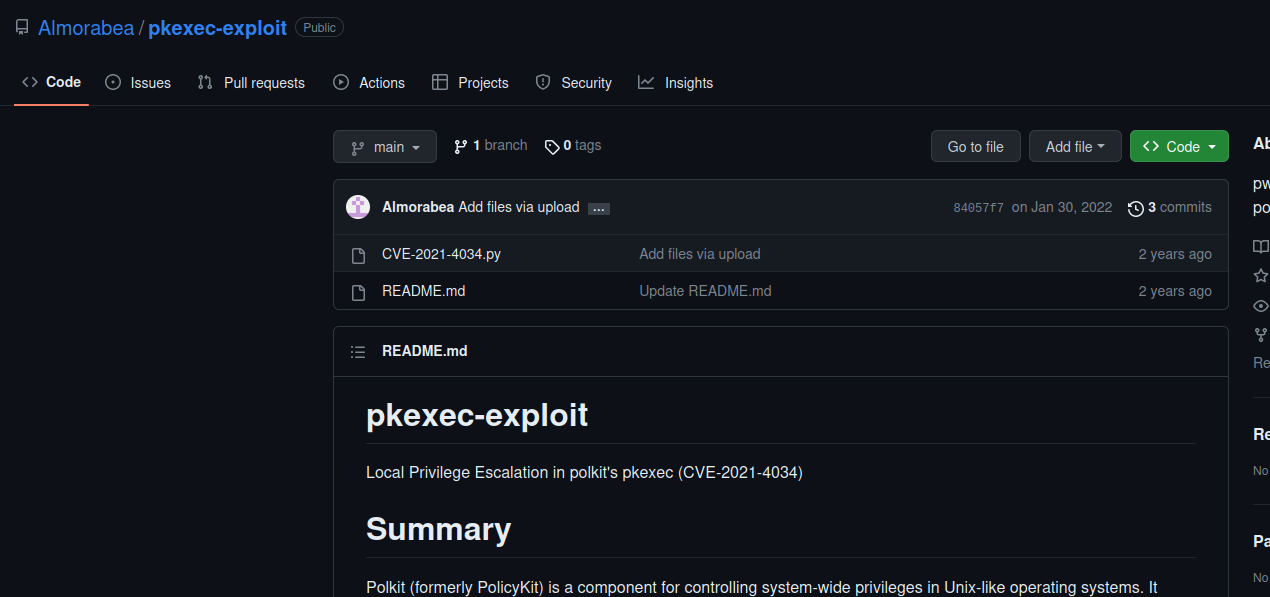 Almorabea / pkexec-exploit Public
Code Issues Pull requests Actions Projects Security Insights
main 1 branch 0 tags Go to file Add file Code
Almorabea Add files via upload ... 84057f7 on Jan 30, 2022 3 commits
CVE-2021-4034.py Add files via upload 2 years ago
README.md Update README.md 2 years ago
README.md
pkexec-exploit
Local Privilege Escalation in polkit's pkexec (CVE-2021-4034)
Summary
Polkit (formerly PolicyKit) is a component for controlling system-wide privileges in Unix-like operating systems. It
Ab
pw
po
Re
Re
No
Pa
No